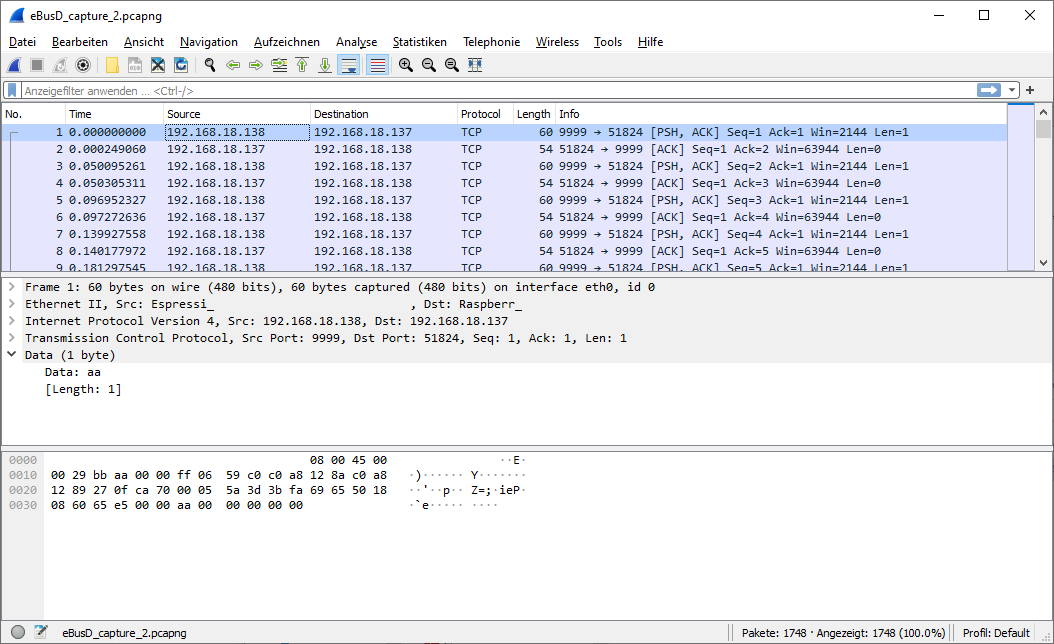 eBusD_capture_2.pcapng
Datei Bearbeiten Ansicht Navigation Aufzeichnen Analyse Statistiken Telephonie Wireless Tools Hilfe
Anzeigefilter anwenden ... <Ctrl-/>
No. Time Source Destination Protocol Length Info
1 0.000000000 192.168.18.138 192.168.18.137 TCP 60 9999 → 51824 [PSH, ACK] Seq=1 Ack=1 Win=2144 Len=1
2 0.000249060 192.168.18.137 192.168.18.138 TCP 54 51824 → 9999 [ACK] Seq=1 Ack=2 Win=63944 Len=0
3 0.050095261 192.168.18.138 192.168.18.137 TCP 60 9999 → 51824 [PSH, ACK] Seq=2 Ack=1 Win=2144 Len=1
4 0.050305311 192.168.18.137 192.168.18.138 TCP 54 51824 → 9999 [ACK] Seq=1 Ack=3 Win=63944 Len=0
5 0.096952327 192.168.18.138 192.168.18.137 TCP 60 9999 → 51824 [PSH, ACK] Seq=3 Ack=1 Win=2144 Len=1
6 0.097272636 192.168.18.137 192.168.18.138 TCP 54 51824 → 9999 [ACK] Seq=1 Ack=4 Win=63944 Len=0
7 0.139927558 192.168.18.138 192.168.18.137 TCP 60 9999 → 51824 [PSH, ACK] Seq=4 Ack=1 Win=2144 Len=1
8 0.140177972 192.168.18.137 192.168.18.138 TCP 54 51824 → 9999 [ACK] Seq=1 Ack=5 Win=63944 Len=0
9 0.181297545 192.168.18.138 192.168.18.137 TCP 60 9999 → 51824 [PSH, ACK] Seq=5 Ack=1 Win=2144 Len=1
Frame 1: 60 bytes on wire (480 bits), 60 bytes captured (480 bits) on interface eth0, id 0
Ethernet II, Src: Espressi_ , Dst: Raspberr_
Internet Protocol Version 4, Src: 192.168.18.138, Dst: 192.168.18.137
Transmission Control Protocol, Src Port: 9999, Dst Port: 51824, Seq: 1, Ack: 1, Len: 1
Data (1 byte)
Data: aa
[Length: 1]
0000 08 00 45 00 ··E·
0010 00 29 bb aa 00 00 ff 06 59 c0 c0 a8 12 8a c0 a8 ·)······ Y·······
0020 12 89 27 0f ca 70 00 05 5a 3d 3b fa 69 65 50 18 ··'··p·· Z=;·ieP·
0030 08 60 65 e5 00 00 aa 00 00 00 00 00 ·`e····· ····
eBusD_capture_2.pcapng
Pakete: 1748 · Angezeigt: 1748 (100.0%)
Profil: Default